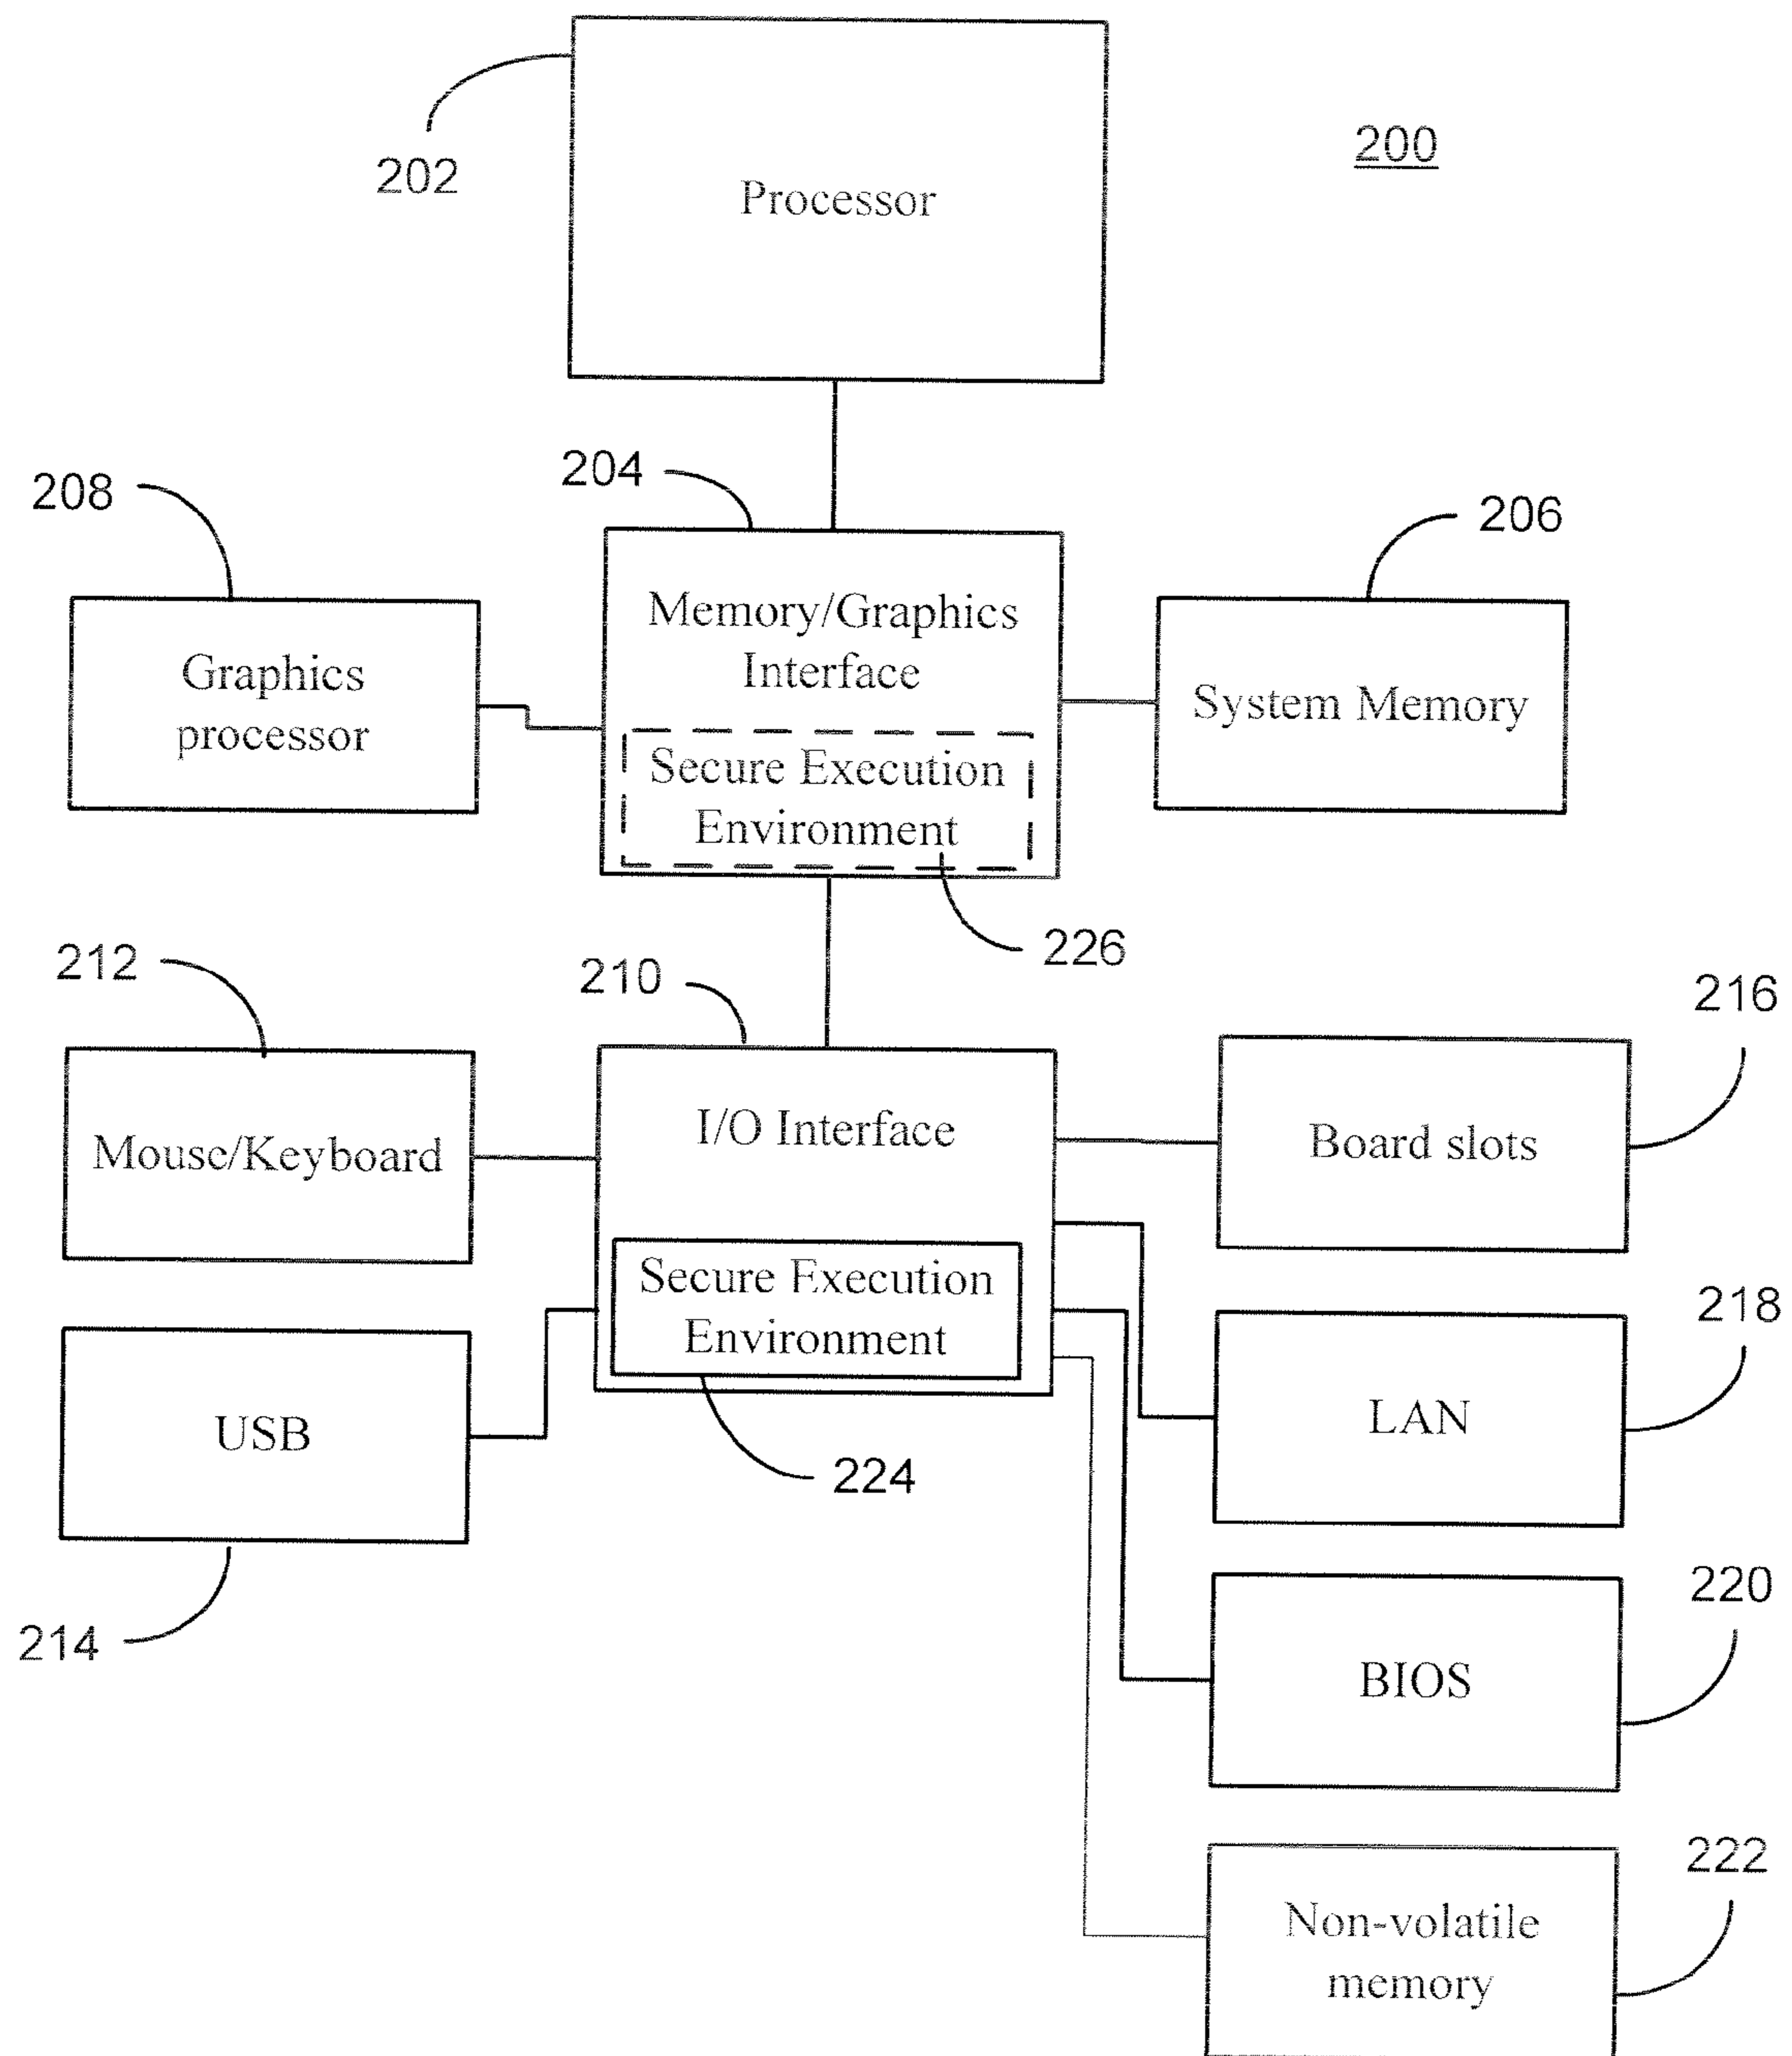 200
202
Processor
204
208
206
Memory/Graphics
Interface
Graphics
processor
System Memory
Secure Execution
Environment
226
212
210
216
I/O Interface
Mouse/Keyboard
Board slots
Secure Execution
Environment
218
USB
LAN
224
220
214
BIOS
222
Non-volatile
memory